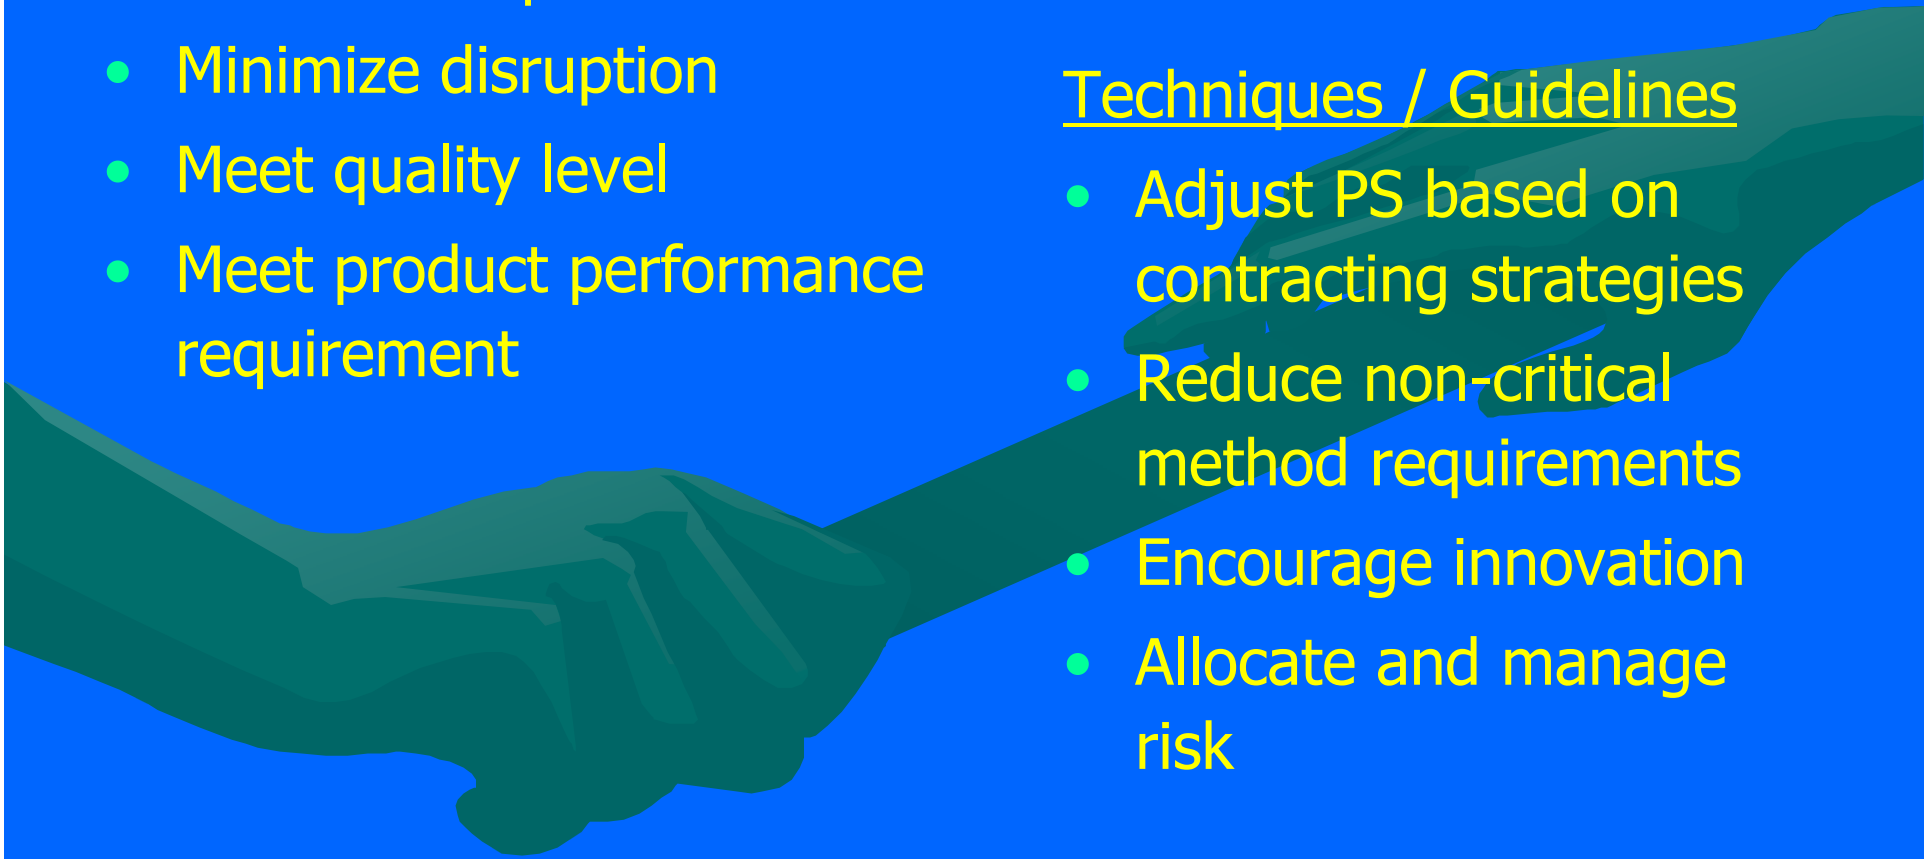 • Minimize disruption
• Meet quality level
• Meet product performance
requirement
Techniques / Guidelines
• Adjust PS based on
contracting strategies
• Reduce non-critical
method requirements
• Encourage innovation
• Allocate and manage
risk